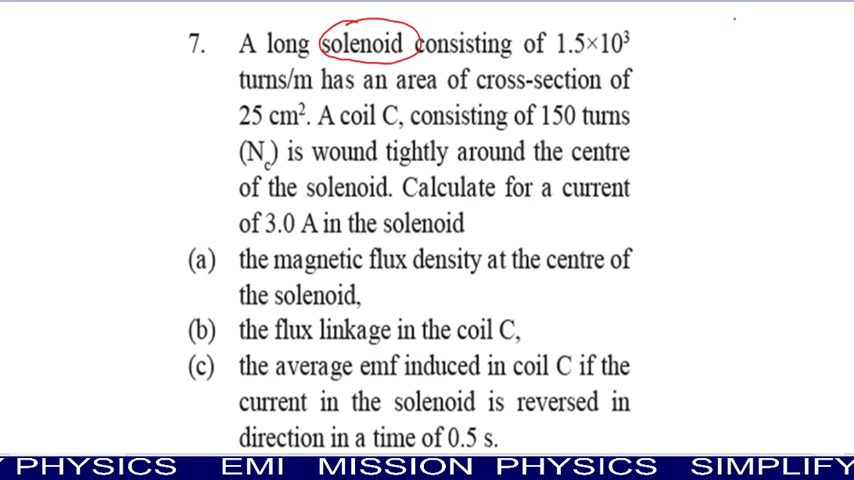 7. A long solenoid consisting of 1.5×10³
turns/m has an area of cross-section of
25 cm². A coil C, consisting of 150 turns
(N꜀) is wound tightly around the centre
of the solenoid. Calculate for a current
of 3.0 A in the solenoid
(a) the magnetic flux density at the centre of
the solenoid,
(b) the flux linkage in the coil C,
(c) the average emf induced in coil C if the
current in the solenoid is reversed in
direction in a time of 0.5 s.
Y PHYSICS EMI MISSION PHYSICS SIMPLIFY